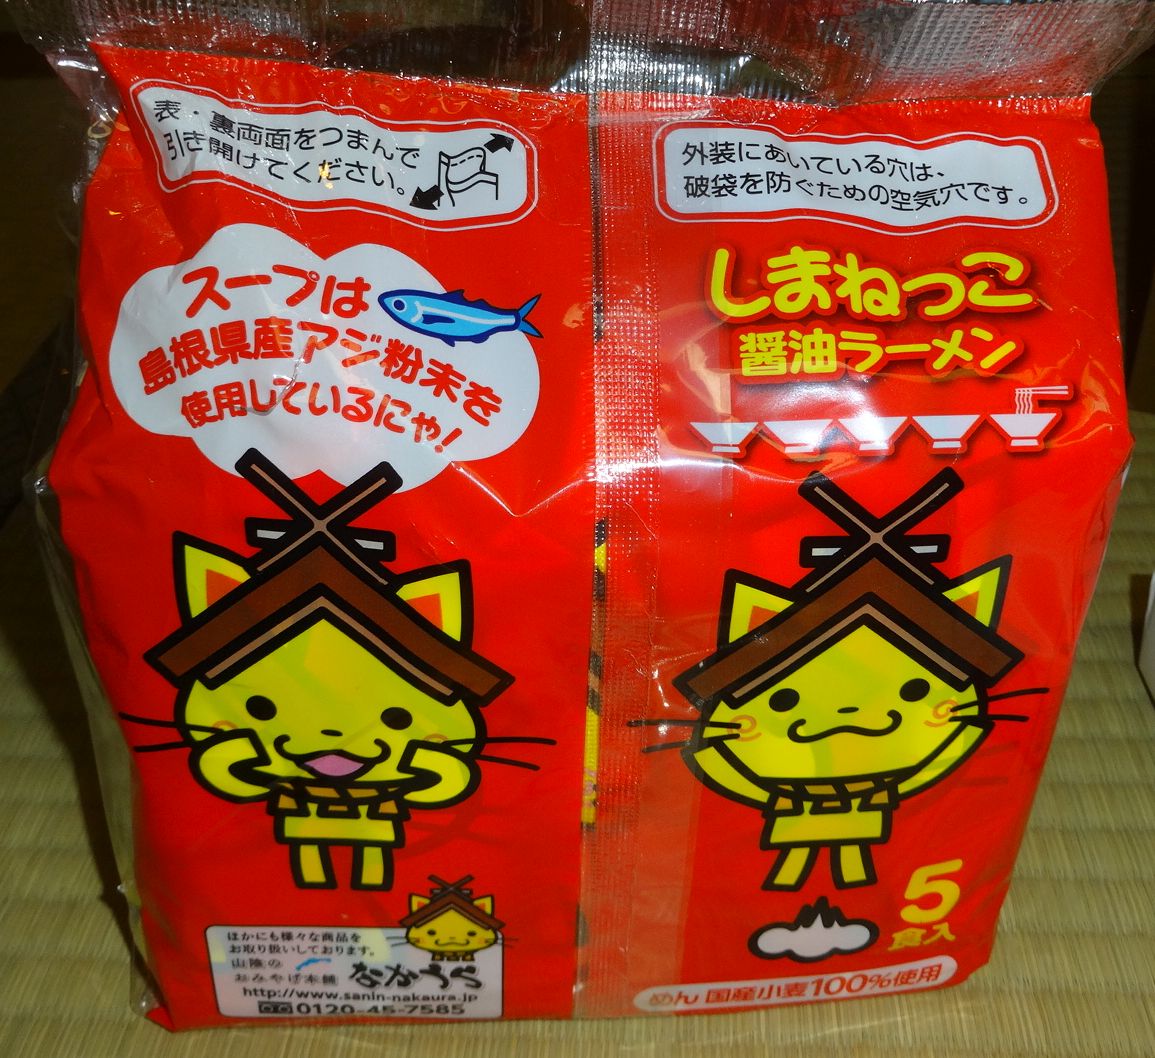 表・裏両面をつまんで
引き開けてください。
外装にあいている穴は、
破袋を防ぐための空気穴です。
スープは
島根県産アジ粉末を
使用しているにゃ!
しまねっこ
醤油ラーメン
5
食入
めん 国産小麦100%使用
ほかにも様々な商品を
お取り扱いしております。
山陰の
おみやげ本舗
なかうら
http://www.sanin-nakaura.jp
0120-45-7585